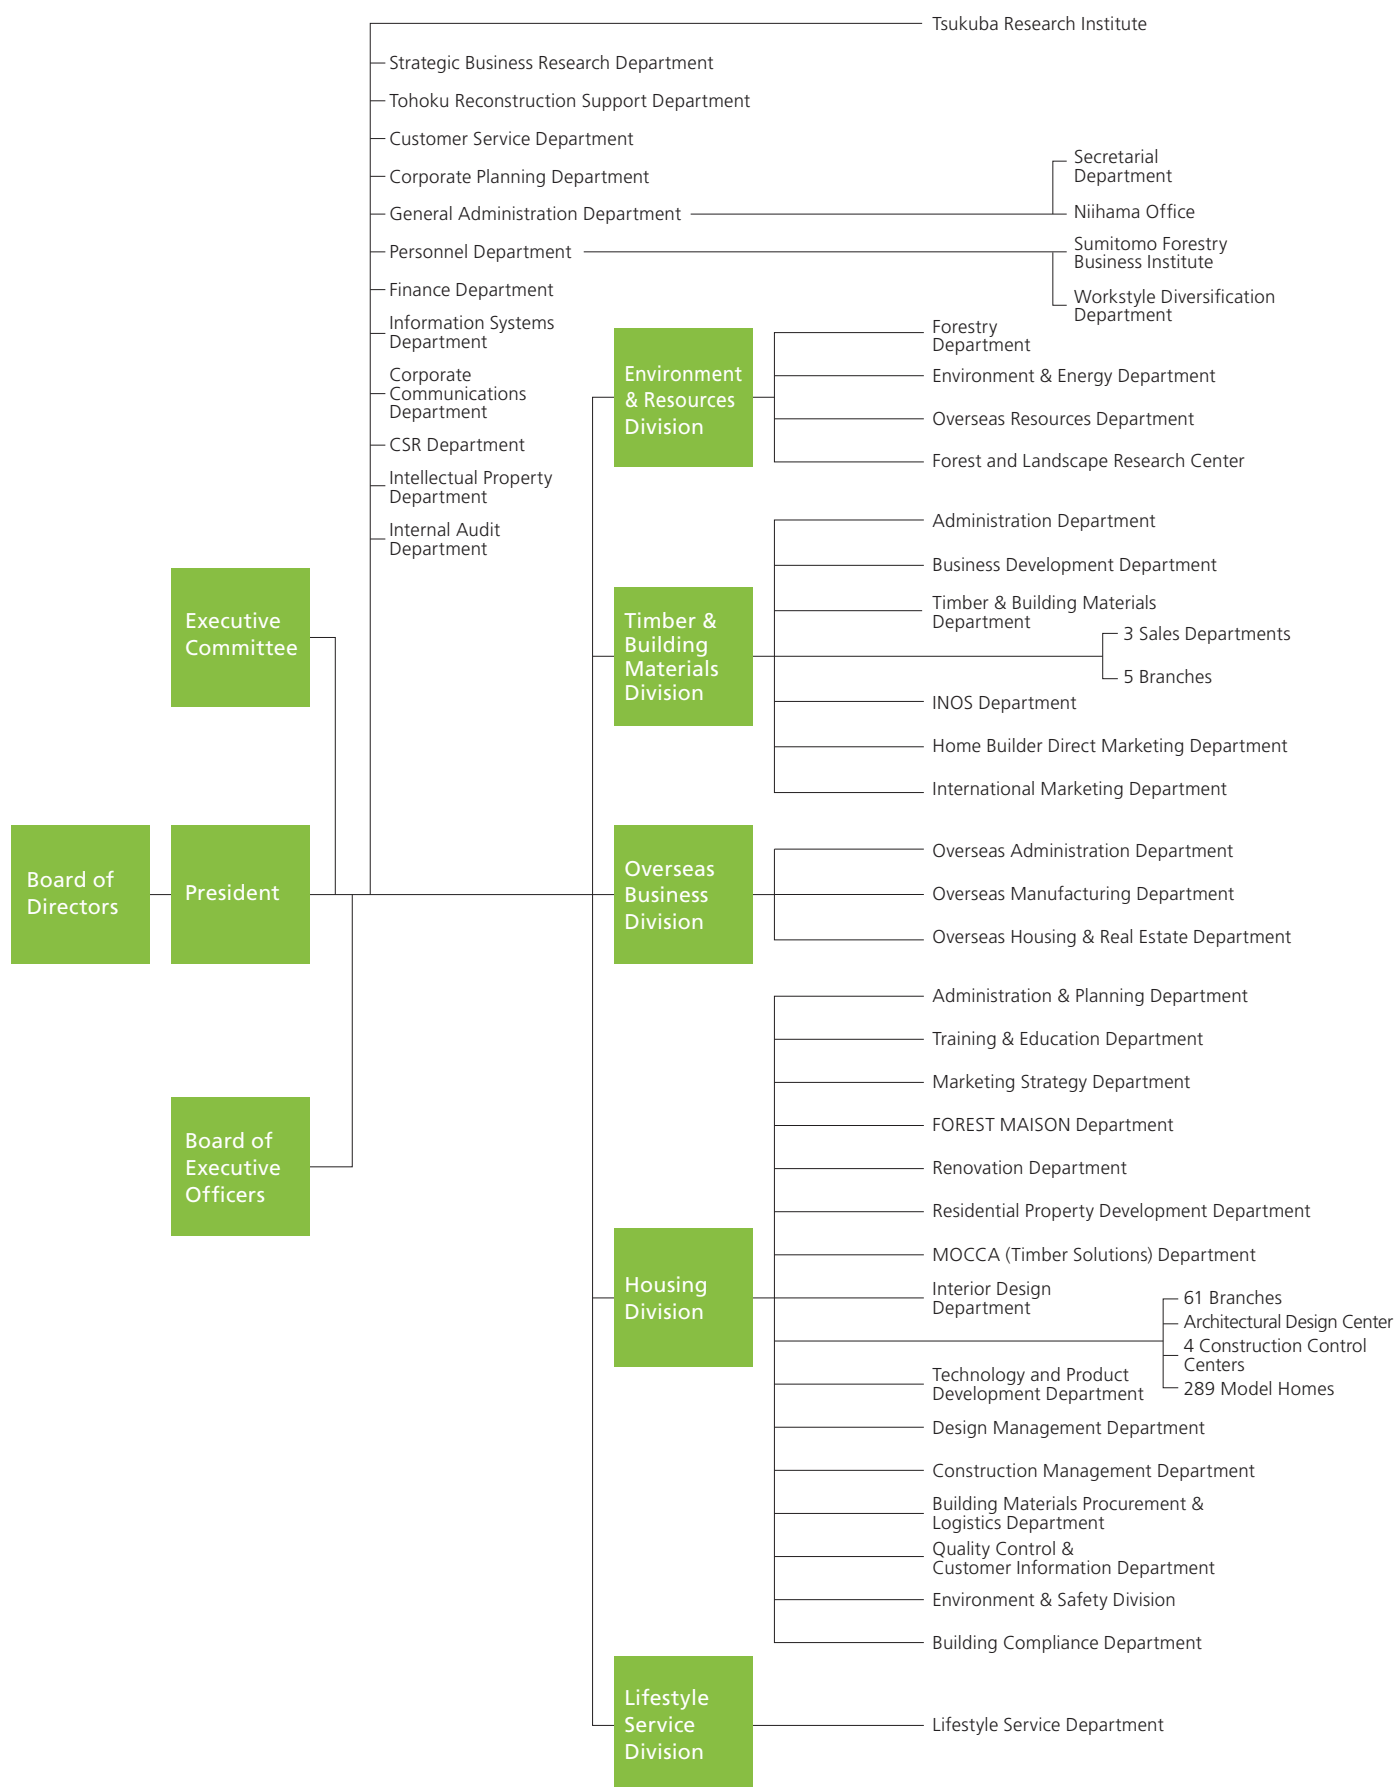 Tsukuba Research Institute
Strategic Business Research Department
Tohoku Reconstruction Support Department
Customer Service Department
Corporate Planning Department
General Administration Department
Secretarial
Department
Niihama Office
Personnel Department
Sumitomo Forestry
Business Institute
Workstyle Diversification
Department
Finance Department
Information Systems
Department
Corporate
Communications
Department
CSR Department
Intellectual Property
Department
Internal Audit
Department
Executive
Committee
Board of
Directors
President
Board of
Executive
Officers
Environment
& Resources
Division
Forestry
Department
Environment & Energy Department
Overseas Resources Department
Forest and Landscape Research Center
Timber &
Building
Materials
Division
Administration Department
Business Development Department
Timber & Building Materials
Department
3 Sales Departments
5 Branches
INOS Department
Home Builder Direct Marketing Department
International Marketing Department
Overseas
Business
Division
Overseas Administration Department
Overseas Manufacturing Department
Overseas Housing & Real Estate Department
Housing
Division
Administration & Planning Department
Training & Education Department
Marketing Strategy Department
FOREST MAISON Department
Renovation Department
Residential Property Development Department
MOCCA (Timber Solutions) Department
Interior Design
Department
61 Branches
Architectural Design Center
4 Construction Control
Centers
289 Model Homes
Technology and Product
Development Department
Design Management Department
Construction Management Department
Building Materials Procurement &
Logistics Department
Quality Control &
Customer Information Department
Environment & Safety Division
Building Compliance Department
Lifestyle
Service
Division
Lifestyle Service Department